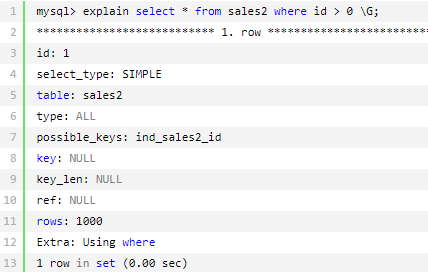 1 mysql> explain select * from sales2 where id > 0 \G;
2 *************************** 1. row *************************
3 id: 1
4 select_type: SIMPLE
5 table: sales2
6 type: ALL
7 possible_keys: ind_sales2_id
8 key: NULL
9 key_len: NULL
10 ref: NULL
11 rows: 1000
12 Extra: Using where
13 1 row in set (0.00 sec)